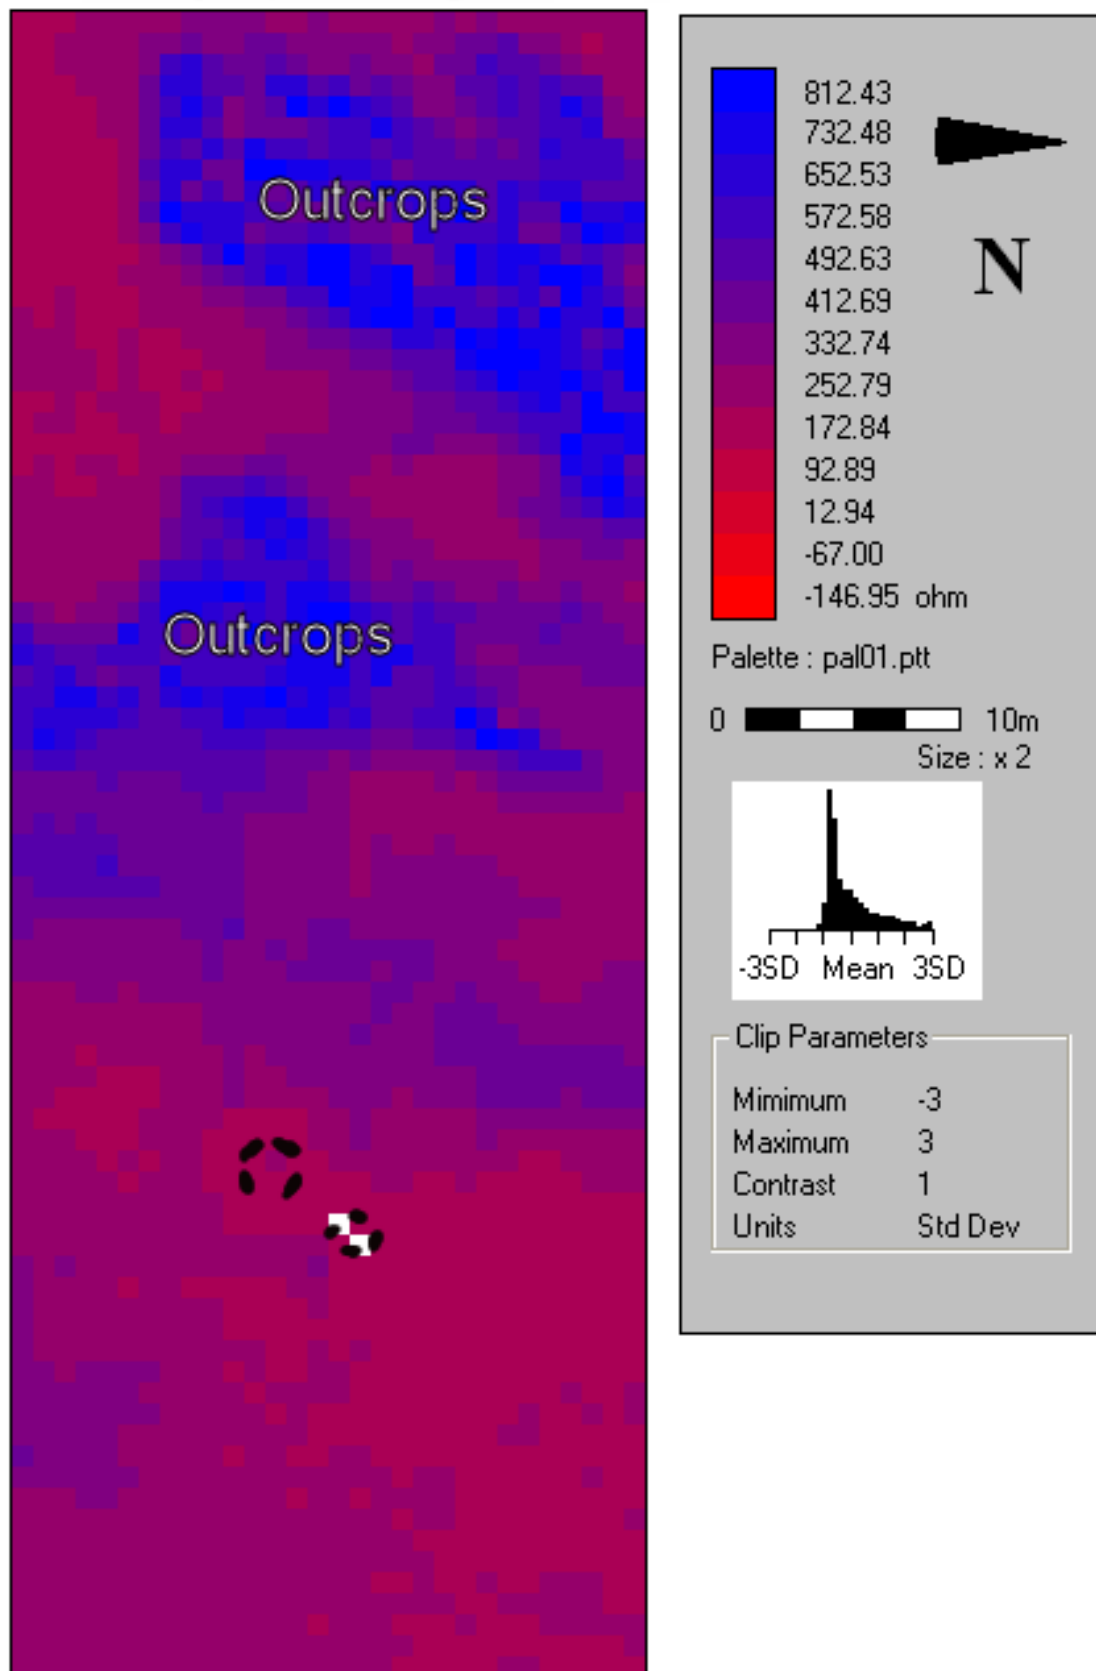 Outcrops
Outcrops
812.43
732.48
652.53
572.58
492.63
412.69
332.74
252.79
172.84
92.89
12.94
-67.00
-146.95 ohm
N
Palette : pal01.ptt
0 10m
Size : x 2
-3SD Mean 3SD
Clip Parameters
Mimimum -3
Maximum 3
Contrast 1
Units Std Dev